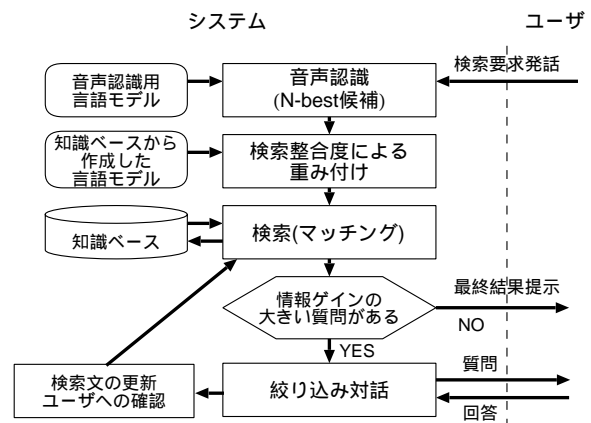 システム
ユーザ
検索要求発話
音声認識用
言語モデル
音声認識
(N-best候補)
知識ベースから
作成した
言語モデル
検索整合度による
重み付け
知識ベース
検索(マッチング)
情報ゲインの
大きい質問がある
最終結果提示
NO
YES
検索文の更新
ユーザへの確認
絞り込み対話
質問
回答